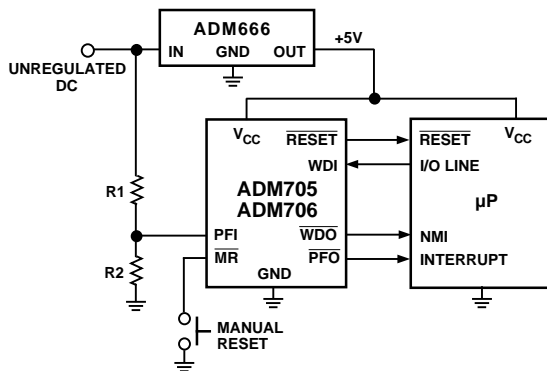 ADM666
IN GND OUT
+5V
UNREGULATED
DC
VCC
RESET
WDI
ADM705
ADM706
PFI
MR
WDO
PFO
GND
RESET
VCC
I/O LINE
µP
NMI
INTERRUPT
R1
R2
MANUAL
RESET